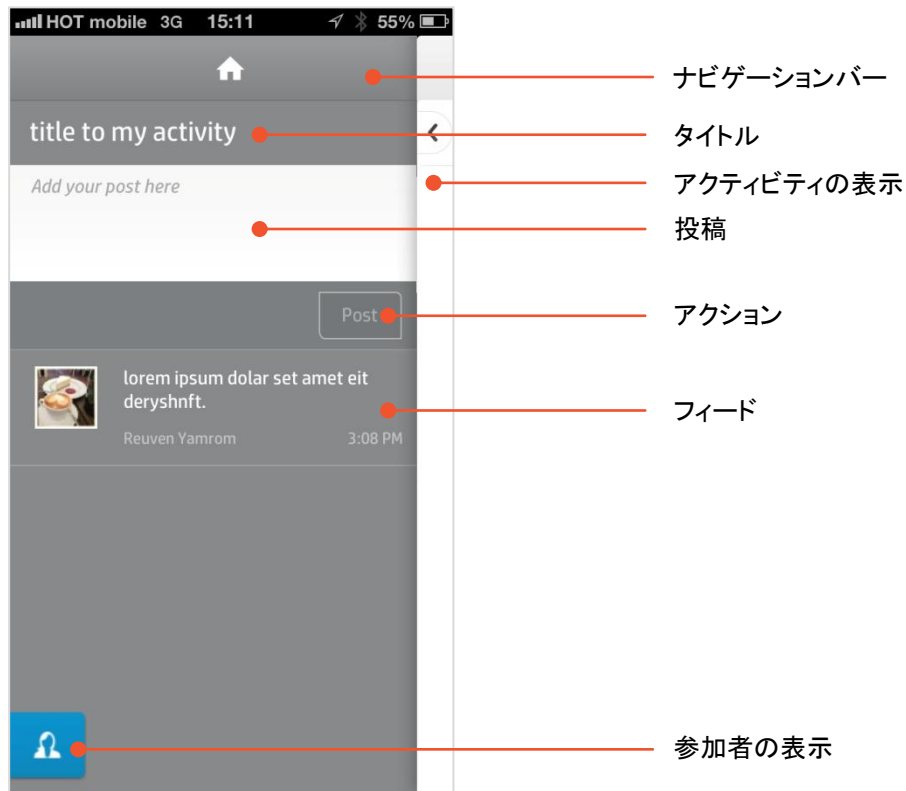 HOT mobile 3G 15:11 55%
ナビゲーションバー
title to my activity
タイトル
アクティビティの表示
Add your post here
投稿
Post
アクション
lorem ipsum dolar set amet eit
deryshnft.
フィード
Reuven Yamrom 3:08 PM
参加者の表示